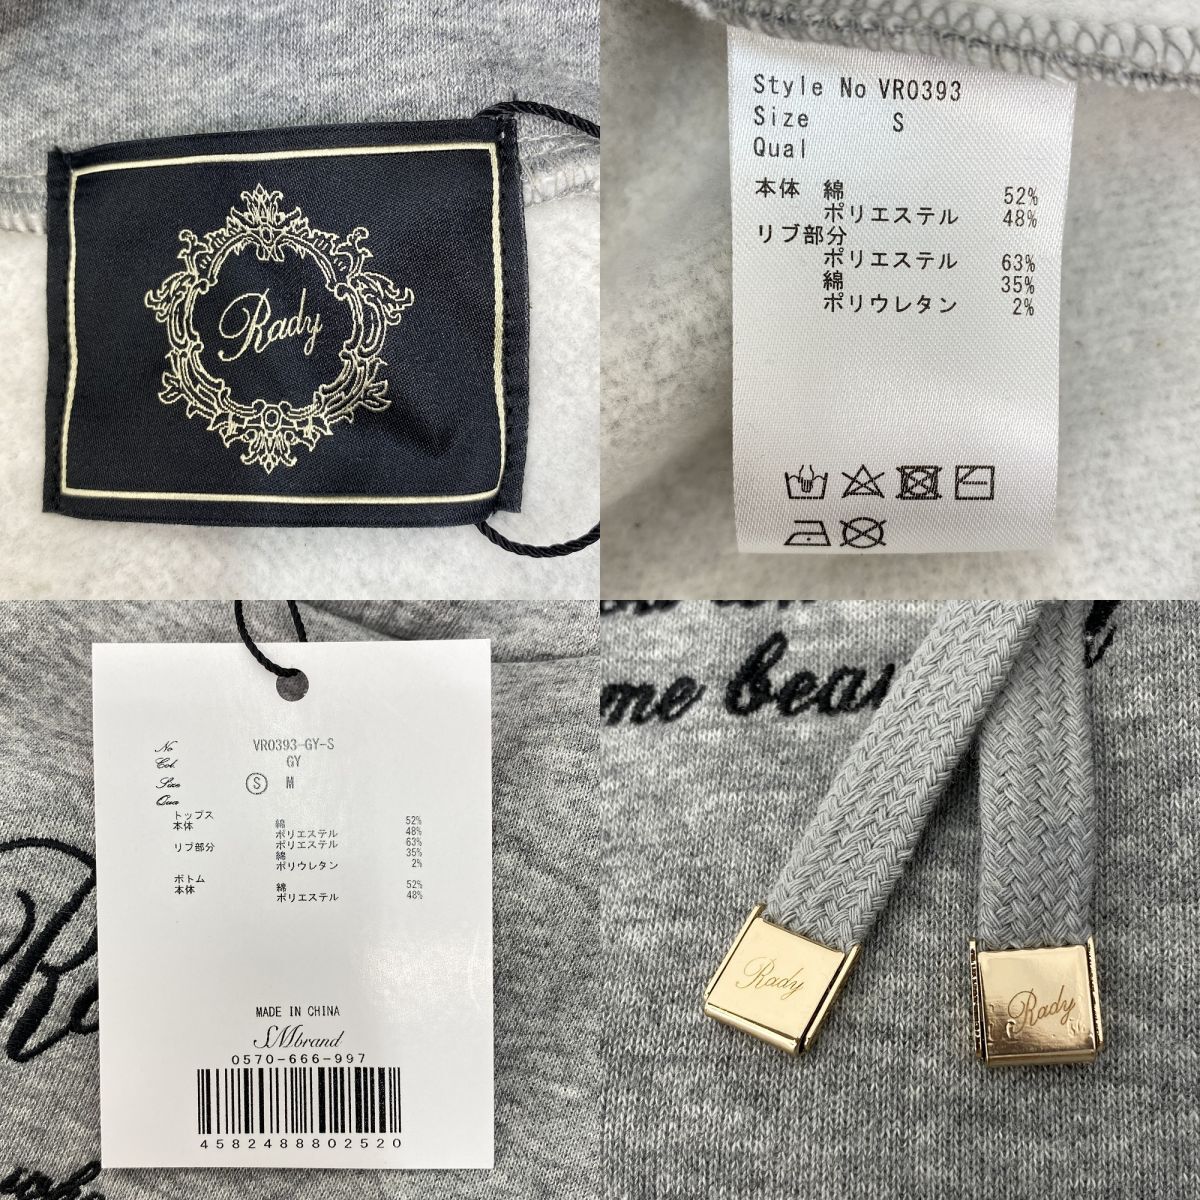 Rady
Style No VR0393
Size S
Qual
本体 綿 52%
ポリエステル 48%
リブ部分
ポリエステル 63%
綿 35%
ポリウレタン 2%
No VR0393-GY-S
Col. GY
Size S M
Qua
トップス
本体 綿 52%
ポリエステル 48%
リブ部分 ポリエステル 63%
綿 35%
ポリウレタン 2%
ボトム
本体 綿 52%
ポリエステル 48%
MADE IN CHINA
SMbrand
0570-666-997
4582488802520
me
Rady
Rady